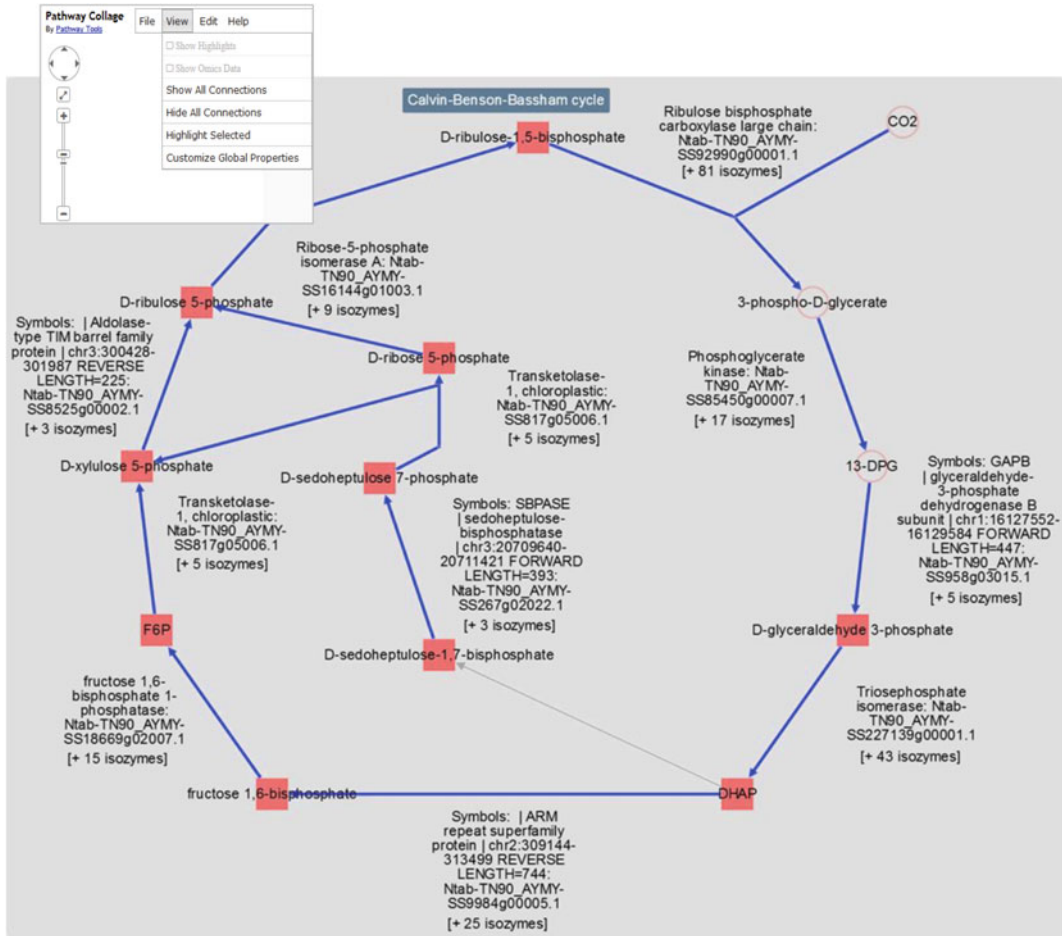 Pathway Collage
By Pathway Tools
File View Edit Help
Show Highlights
Show Omics Data
Show All Connections
Hide All Connections
Highlight Selected
Customize Global Properties
Calvin-Benson-Bassham cycle
D-ribulose-1,5-bisphosphate
Ribulose bisphosphate
carboxylase large chain:
Ntab-TN90_AYMY-
SS92990g00001.1
[+ 81 isozymes]
CO2
Ribose-5-phosphate
isomerase A: Ntab-
TN90_AYMY-
SS16144g01003.1
[+ 9 isozymes]
D-ribulose 5-phosphate
3-phospho-D-glycerate
Symbols: | Aldolase-
type TIM barrel family
protein | chr3:300428-
301987 REVERSE
LENGTH=225:
Ntab-TN90_AYMY-
SS8525g00002.1
[+ 3 isozymes]
D-ribose 5-phosphate
Transketolase-
1, chloroplastic:
Ntab-TN90_AYMY-
SS817g05006.1
[+ 5 isozymes]
Phosphoglycerate
kinase: Ntab-
TN90_AYMY-
SS85450g00007.1
[+ 17 isozymes]
D-xylulose 5-phosphate
D-sedoheptulose 7-phosphate
13-DPG
Symbols: GAPB
| glyceraldehyde-
3-phosphate
dehydrogenase B
subunit | chr1:16127552-
16129584 FORWARD
LENGTH=447:
Ntab-TN90_AYMY-
SS958g03015.1
[+ 5 isozymes]
Transketolase-
1, chloroplastic:
Ntab-TN90_AYMY-
SS817g05006.1
[+ 5 isozymes]
Symbols: SBPASE
| sedoheptulose-
bisphosphatase
| chr3:20709640-
20711421 FORWARD
LENGTH=393:
Ntab-TN90_AYMY-
SS267g02022.1
[+ 3 isozymes]
F6P
D-sedoheptulose-1,7-bisphosphate
D-glyceraldehyde 3-phosphate
fructose 1,6-
bisphosphate 1-
phosphatase:
Ntab-TN90_AYMY-
SS18669g02007.1
[+ 15 isozymes]
Triosephosphate
isomerase: Ntab-
TN90_AYMY-
SS227139g00001.1
[+ 43 isozymes]
fructose 1,6-bisphosphate
DHAP
Symbols: | ARM
repeat superfamily
protein | chr2:309144-
313499 REVERSE
LENGTH=744:
Ntab-TN90_AYMY-
SS9984g00005.1
[+ 25 isozymes]